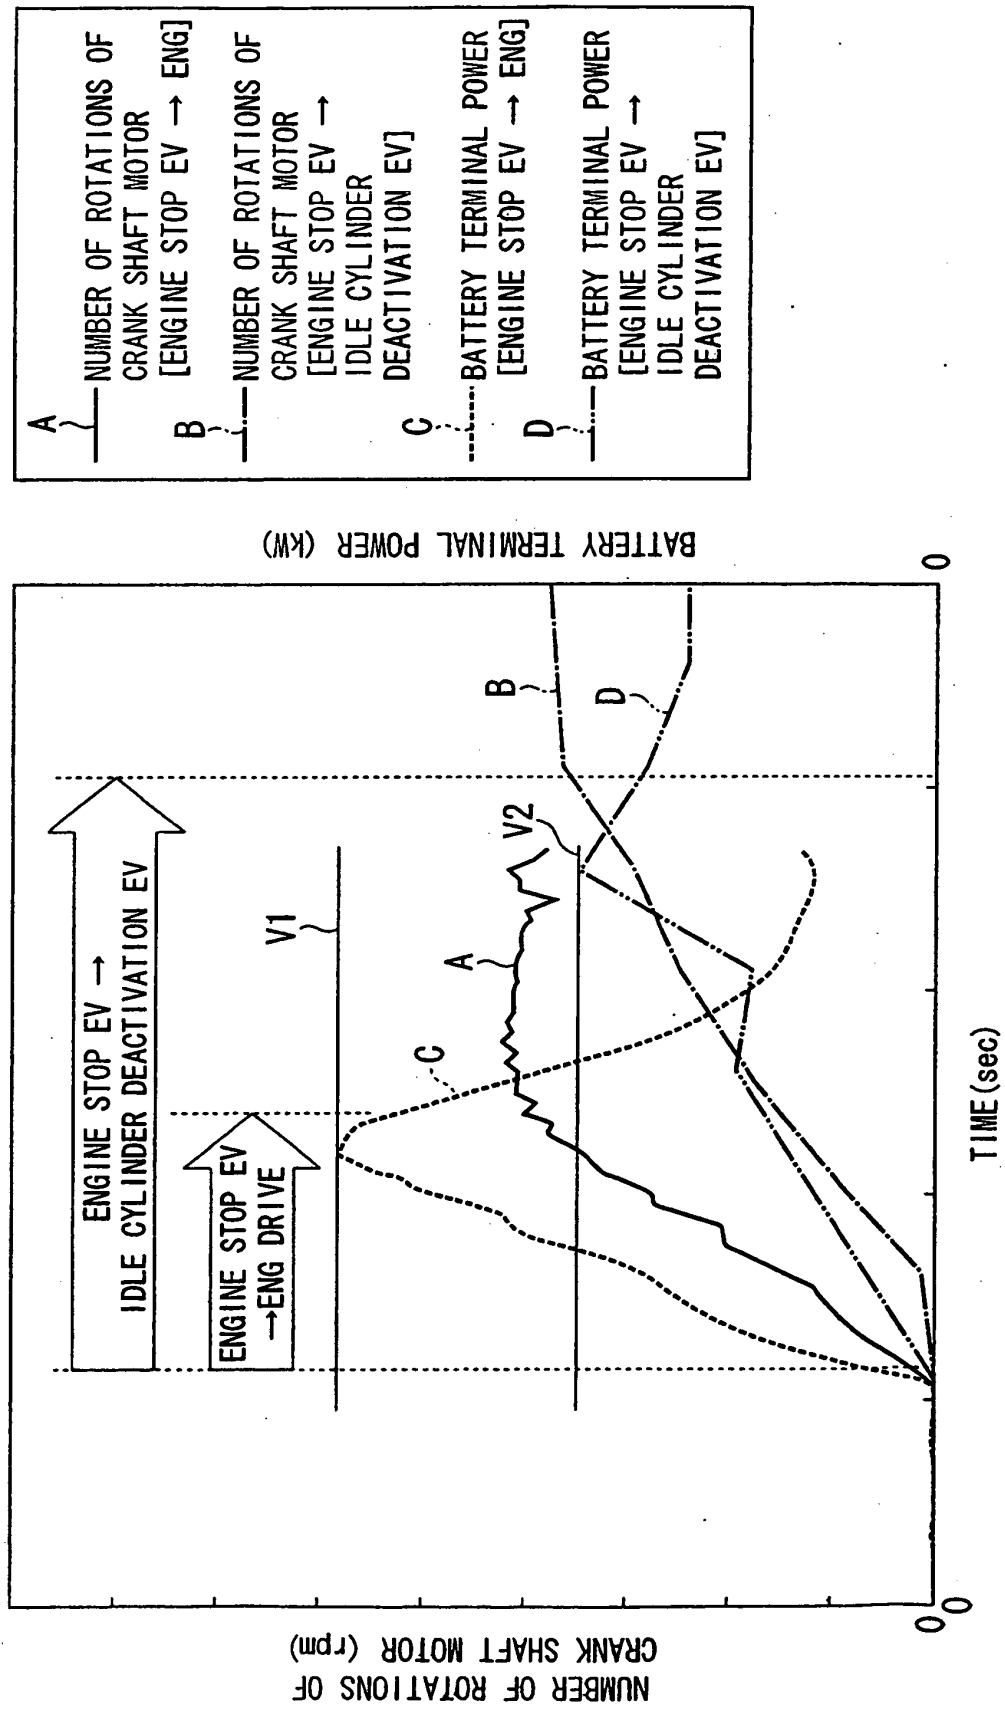 A
NUMBER OF ROTATIONS OF
CRANK SHAFT MOTOR
[ENGINE STOP EV → ENG]
B
NUMBER OF ROTATIONS OF
CRANK SHAFT MOTOR
[ENGINE STOP EV →
IDLE CYLINDER
DEACTIVATION EV]
C
BATTERY TERMINAL POWER
[ENGINE STOP EV → ENG]
D
BATTERY TERMINAL POWER
[ENGINE STOP EV →
IDLE CYLINDER
DEACTIVATION EV]
NUMBER OF ROTATIONS OF
CRANK SHAFT MOTOR (rpm)
BATTERY TERMINAL POWER (kW)
ENGINE STOP EV →
IDLE CYLINDER DEACTIVATION EV
ENGINE STOP EV
→ENG DRIVE
V1
V2
A
B
C
D
0
0
0
TIME(sec)